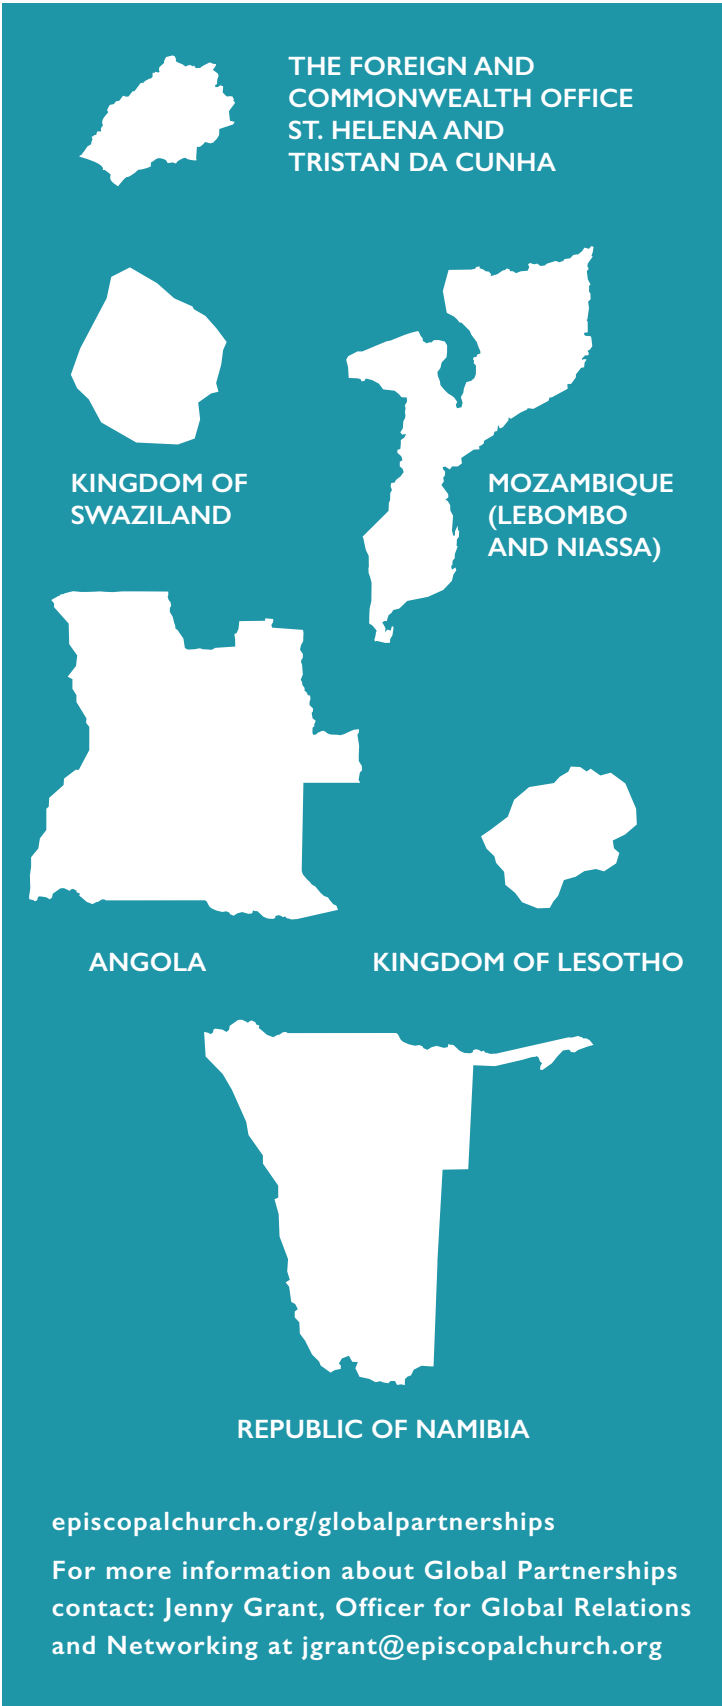 THE FOREIGN AND
COMMONWEALTH OFFICE
ST. HELENA AND
TRISTAN DA CUNHA
KINGDOM OF
SWAZILAND
MOZAMBIQUE
(LEBOMBO
AND NIASSA)
ANGOLA
KINGDOM OF LESOTHO
REPUBLIC OF NAMIBIA
episcopalchurch.org/globalpartnerships
For more information about Global Partnerships
contact: Jenny Grant, Officer for Global Relations
and Networking at jgrant@episcopalchurch.org